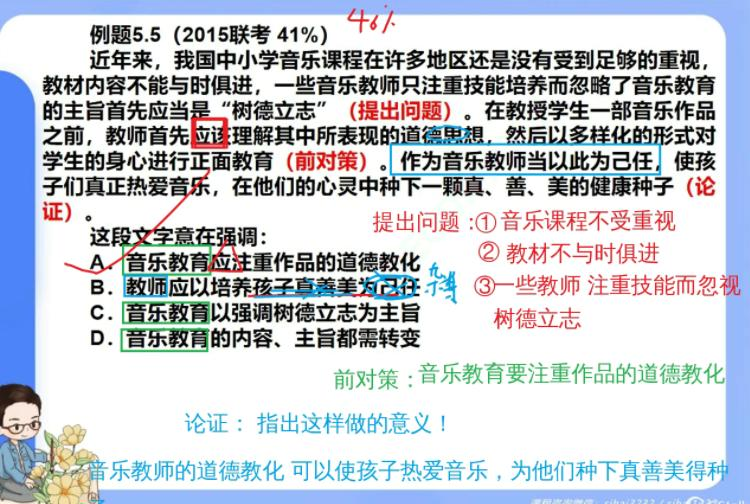 46%
例题5.5（2015联考 41%）
近年来，我国中小学音乐课程在许多地区还是没有受到足够的重视，
教材内容不能与时俱进，一些音乐教师只注重技能培养而忽略了音乐教育
的主旨首先应当是“树德立志”（提出问题）。在教授学生一部音乐作品
之前，教师首先应该理解其中所表现的道德思想，然后以多样化的形式对
学生的身心进行正面教育（前对策）。作为音乐教师当以此为己任，使孩
子们真正热爱音乐，在他们的心灵中种下一颗真、善、美的健康种子（论
证）。
这段文字意在强调：
A．音乐教育应注重作品的道德教化
B．教师应以培养孩子真善美为己任
C．音乐教育以强调树德立志为主旨
D．音乐教育的内容、主旨都需转变
提出问题：① 音乐课程不受重视
② 教材不与时俱进
③一些教师 注重技能而忽视
树德立志
前对策：音乐教育要注重作品的道德教化
论证： 指出这样做的意义！
音乐教师的道德教化 可以使孩子热爱音乐，为他们种下真善美得种